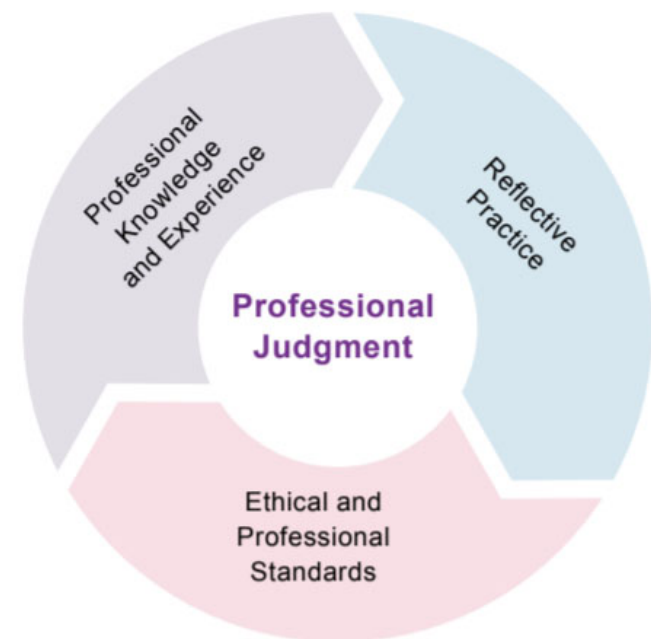 Professional
Knowledge
and Experience
Reflective
Practice
Professional
Judgment
Ethical and
Professional
Standards